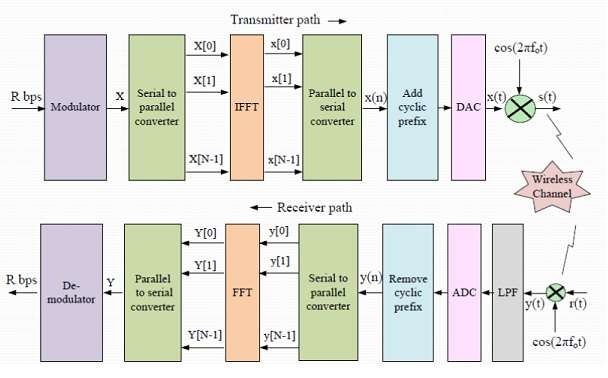 Transmitter path
R bps
Modulator
X
Serial to
parallel
converter
X[0]
X[1]
X[N-1]
IFFT
x[0]
x[1]
x[N-1]
Parallel to
serial
converter
x(n)
Add
cyclic
prefix
DAC
x(t)
cos(2πf₀t)
s(t)
Wireless
Channel
Receiver path
R bps
De-
modulator
Y
Parallel
to serial
converter
Y[0]
Y[1]
Y[N-1]
FFT
y[0]
y[1]
y[N-1]
Serial to
parallel
converter
y(n)
Remove
cyclic
prefix
ADC
LPF
y(t)
r(t)
cos(2πf₀t)